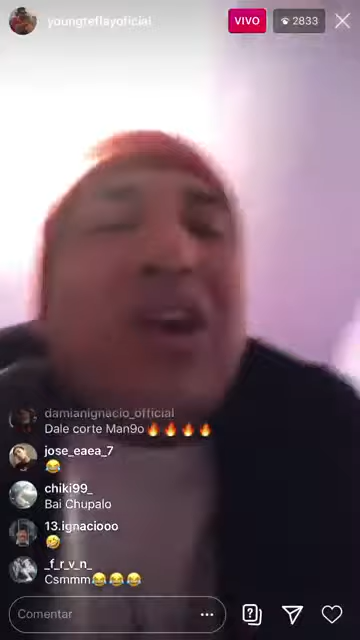 youngteflayoficial
VIVO
2833
damianignacio_official
Dale corte Man9o🔥🔥🔥🔥
jose_eaea_7
😂
chiki99_
Bai Chupalo
13.ignaciooo
🤣
_f_r_v_n_
Csmmm😂😂😂
Comentar